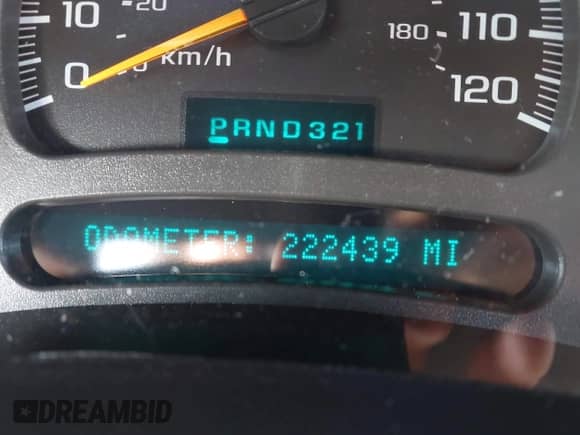 10 20 180 110
0 km/h 120
PRND321
ODOMETER: 222439 MI
DREAMBID